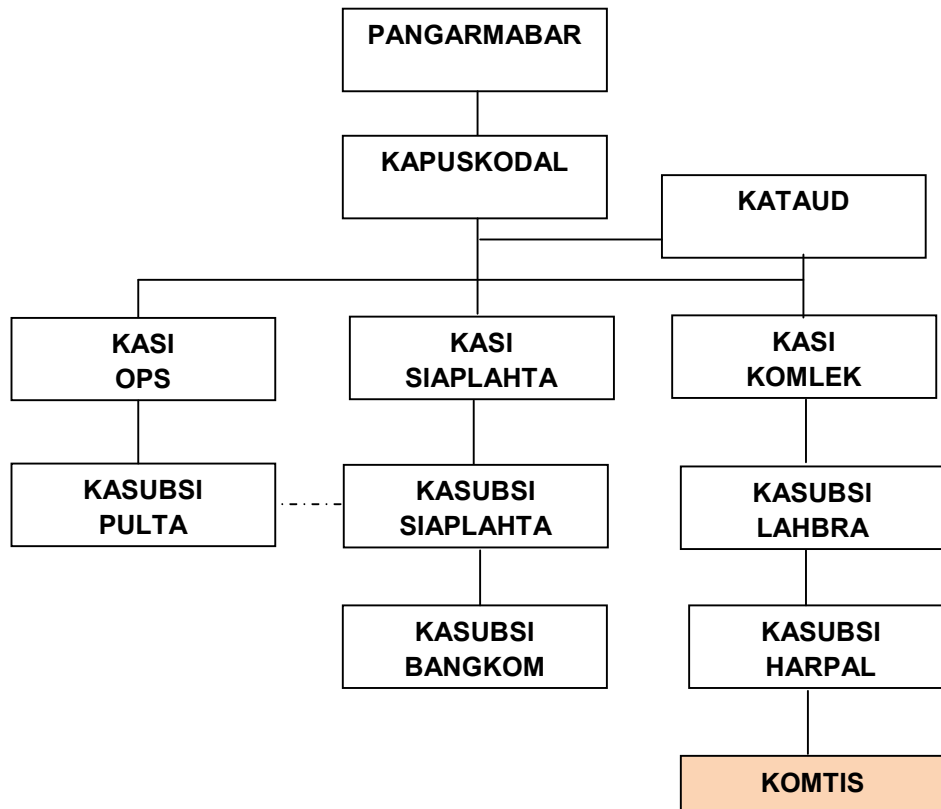 PANGARMABAR
KAPUSKODAL
KATAUD
KASI
OPS
KASI
SIAPLAHTA
KASI
KOMLEK
KASUBSI
PULTA
KASUBSI
SIAPLAHTA
KASUBSI
LAHBRA
KASUBSI
BANGKOM
KASUBSI
HARPAL
KOMTIS